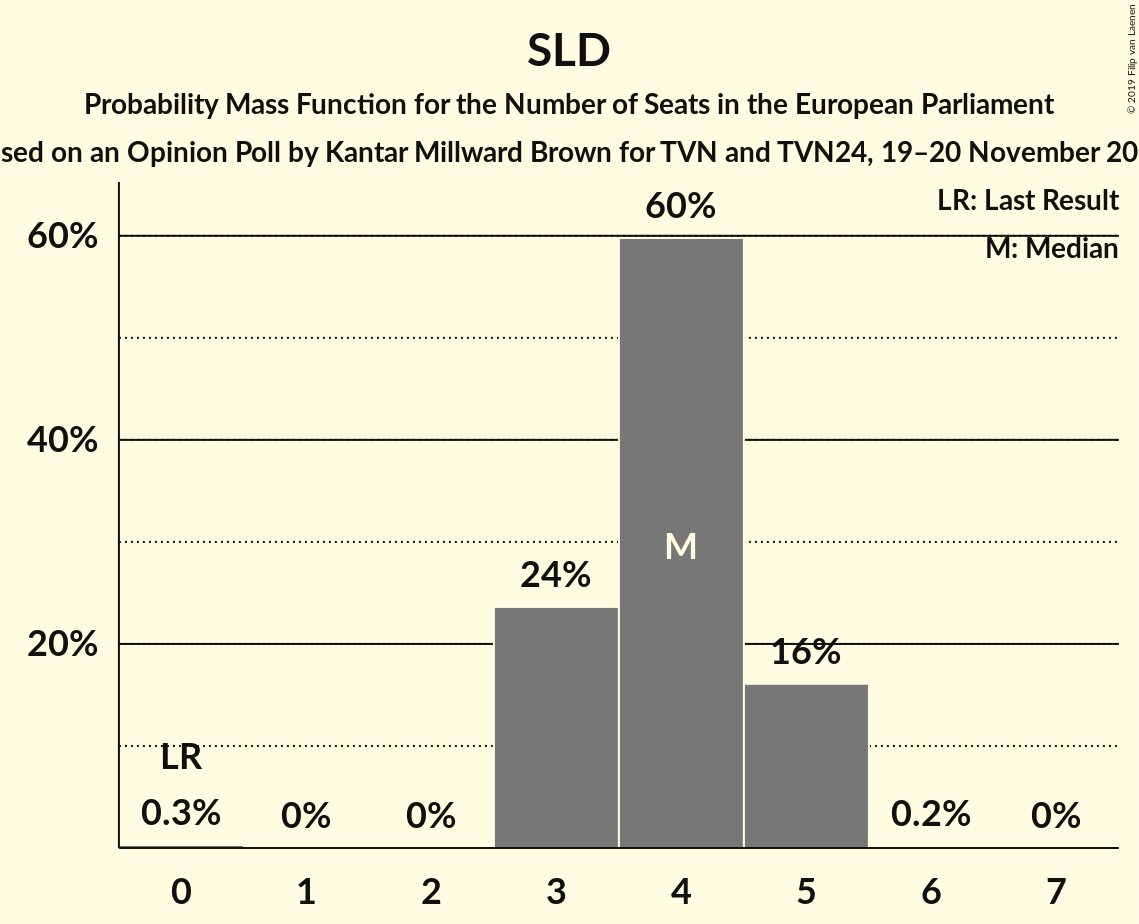 SLD
Probability Mass Function for the Number of Seats in the European Parliament
sed on an Opinion Poll by Kantar Millward Brown for TVN and TVN24, 19–20 November 20
© 2019 Filip van Laenen
LR: Last Result
M: Median
60%
40%
20%
LR
0.3%
0%
0%
24%
60%
M
16%
0.2%
0%
0 1 2 3 4 5 6 7